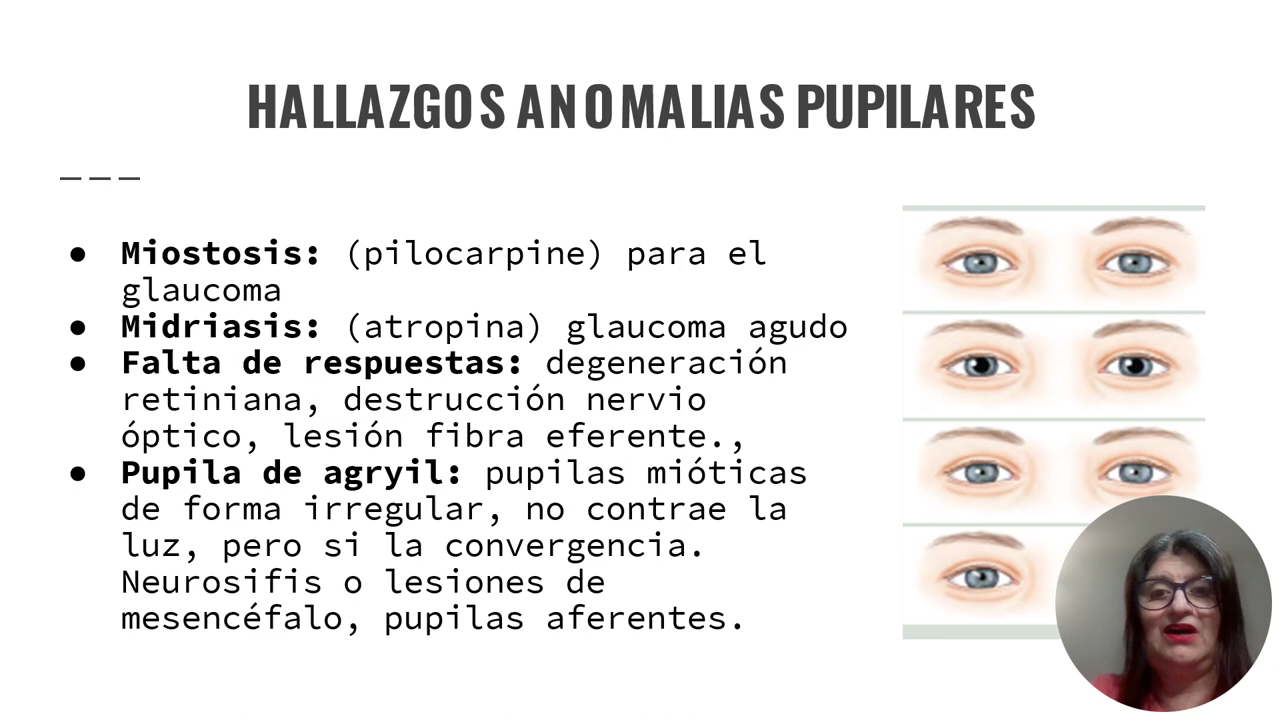 HALLAZGOS ANOMALIAS PUPILARES
● Miostosis: (pilocarpine) para el
glaucoma
● Midriasis: (atropina) glaucoma agudo
● Falta de respuestas: degeneración
retiniana, destrucción nervio
óptico, lesión fibra eferente.,
● Pupila de agryil: pupilas mióticas
de forma irregular, no contrae la
luz, pero si la convergencia.
Neurosifis o lesiones de
mesencéfalo, pupilas aferentes.